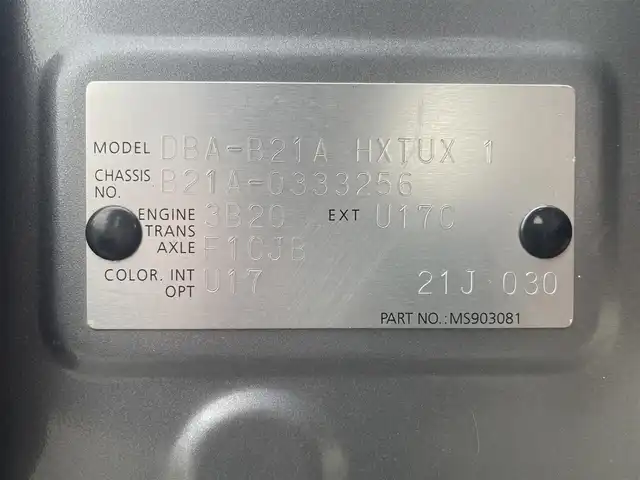 MODEL DBA-B21A HXTUX 1
CHASSIS NO. B21A-0333256
ENGINE 3B20 EXT U17C
TRANS AXLE F1CJB
COLOR. INT OPT U17 21J 030
PART NO.: MS903081